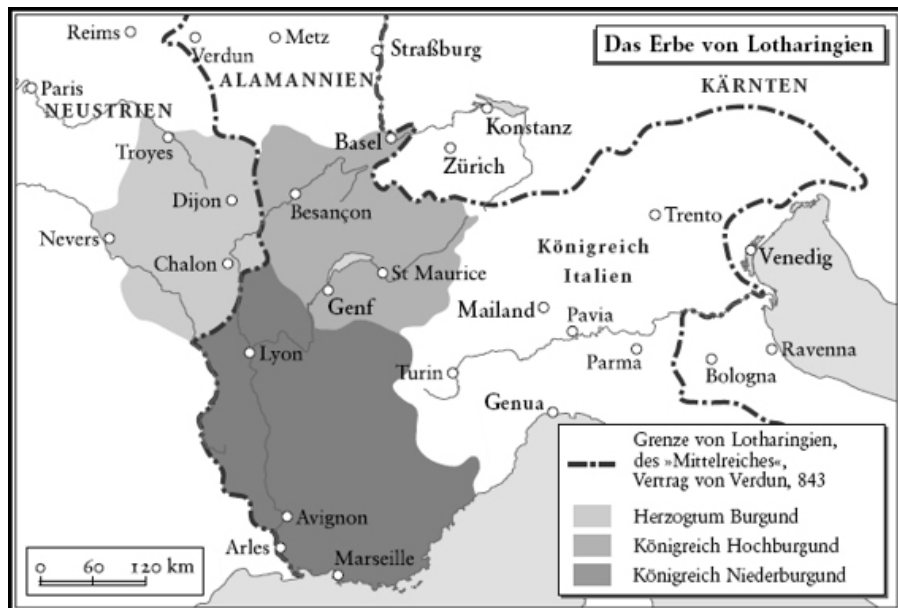 Das Erbe von Lotharingien
Reims
Verdun
Metz
Straßburg
ALAMANNIEN
KÄRNTEN
Paris
NEUSTRIEN
Konstanz
Troyes
Basel
Zürich
Dijon
Besançon
Trento
Nevers
Königreich
Italien
Venedig
Chalon
St Maurice
Genf
Mailand
Pavia
Lyon
Turin
Parma
Bologna
Ravenna
Genua
Grenze von Lotharingien,
des »Mittelreiches«,
Vertrag von Verdun, 843
Herzogrum Burgund
Königreich Hochburgund
Königreich Niederburgund
Avignon
Arles
Marseille
0 60 120 km